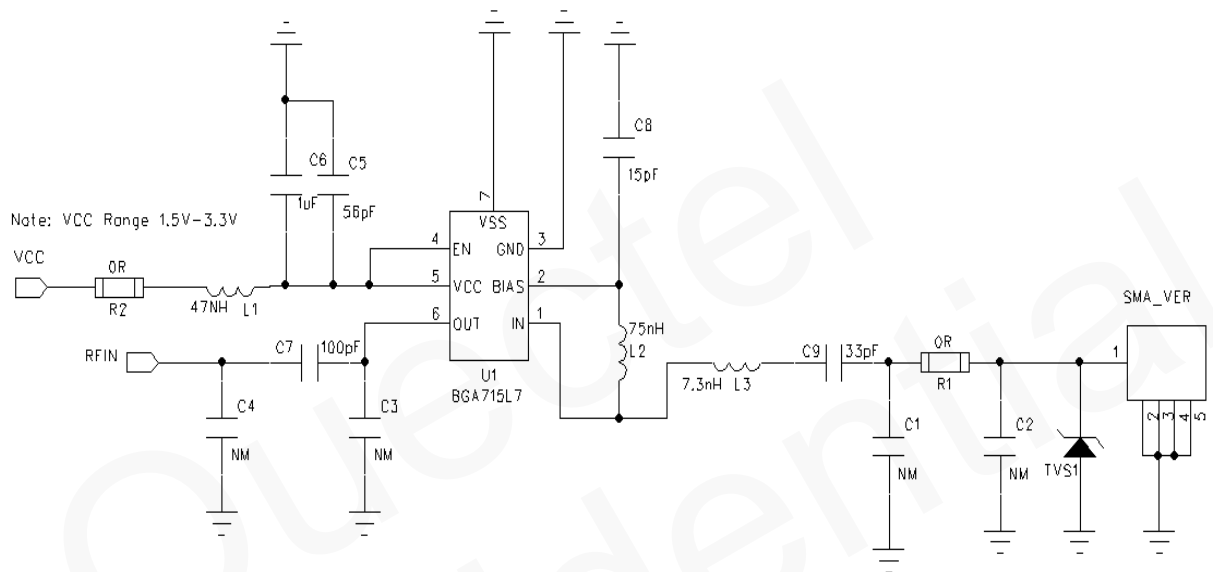 C8
15pF
C6
C5
1uF
56pF
7
VSS
Note: VCC Range 1.5V-3.3V
4
EN
GND
3
VCC
0R
R2
47NH
L1
5
VCC
BIAS
2
6
OUT
IN
1
75nH
L2
SMA_VER
RFIN
C7
100pF
U1
BGA715L7
7.3nH
L3
C9
33pF
0R
R1
1
2
3
4
5
C4
NM
C3
NM
C1
NM
C2
NM
TVS1
Quectel
Confidential